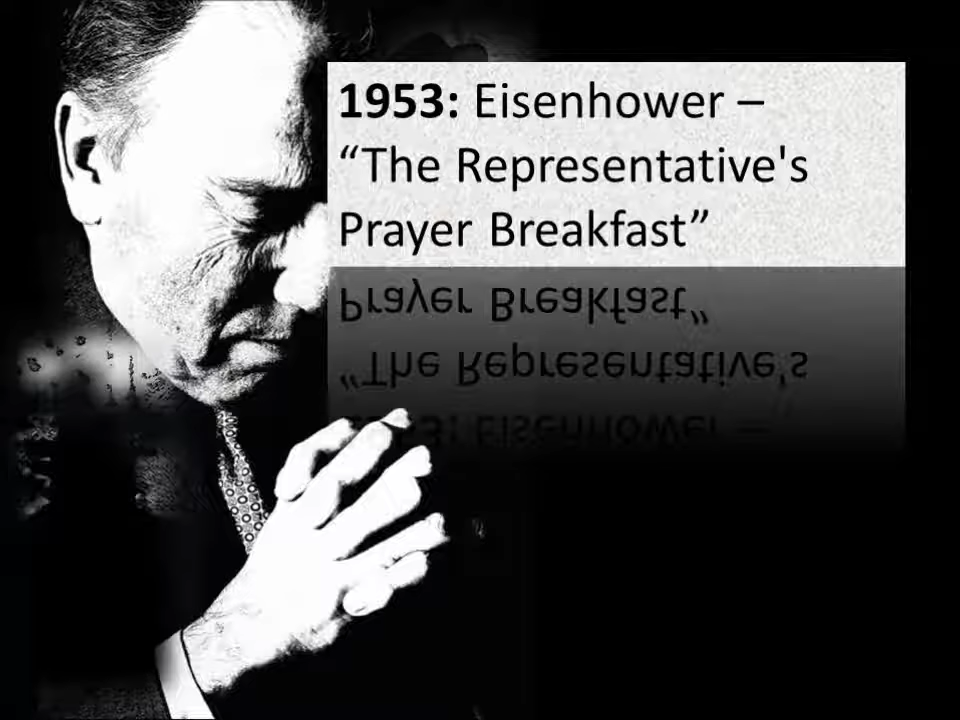 1953: Eisenhower –
“The Representative's
Prayer Breakfast”